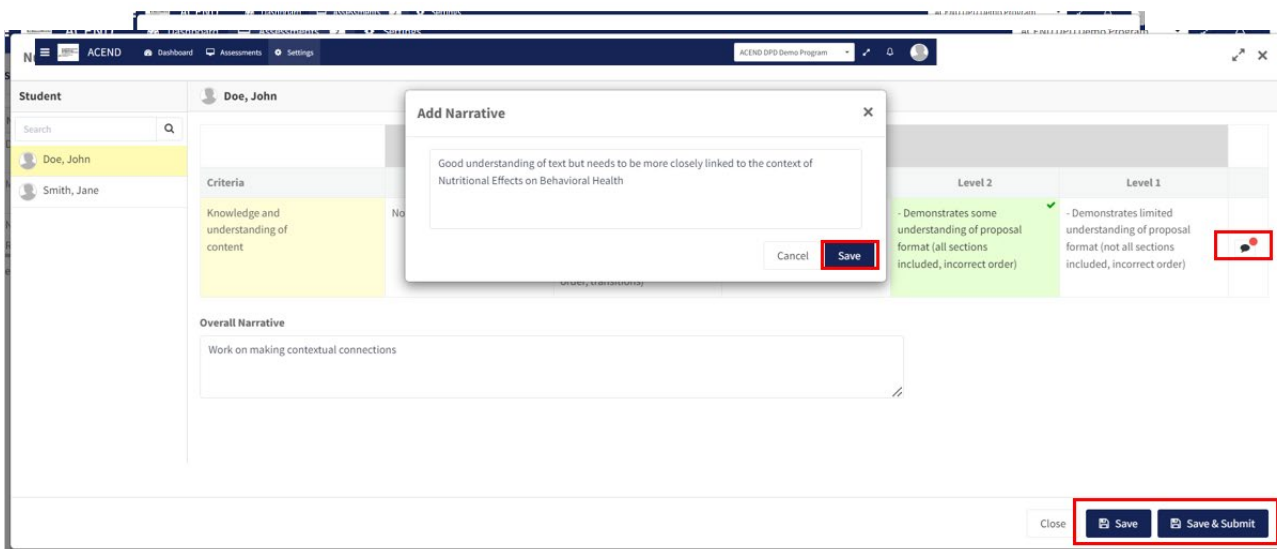 ACEND Dashboard Assessments Settings ACEND DPD Demo Program
Student
Doe, John
Search
Doe, John
Smith, Jane
Add Narrative
Good understanding of text but needs to be more closely linked to the context of
Nutritional Effects on Behavioral Health
Cancel Save
Criteria
Level 2
Level 1
Knowledge and
understanding of
content
No
- Demonstrates some
understanding of proposal
format (all sections
included, incorrect order)
- Demonstrates limited
understanding of proposal
format (not all sections
included, incorrect order)
order, transitions)
Overall Narrative
Work on making contextual connections
Close Save Save & Submit